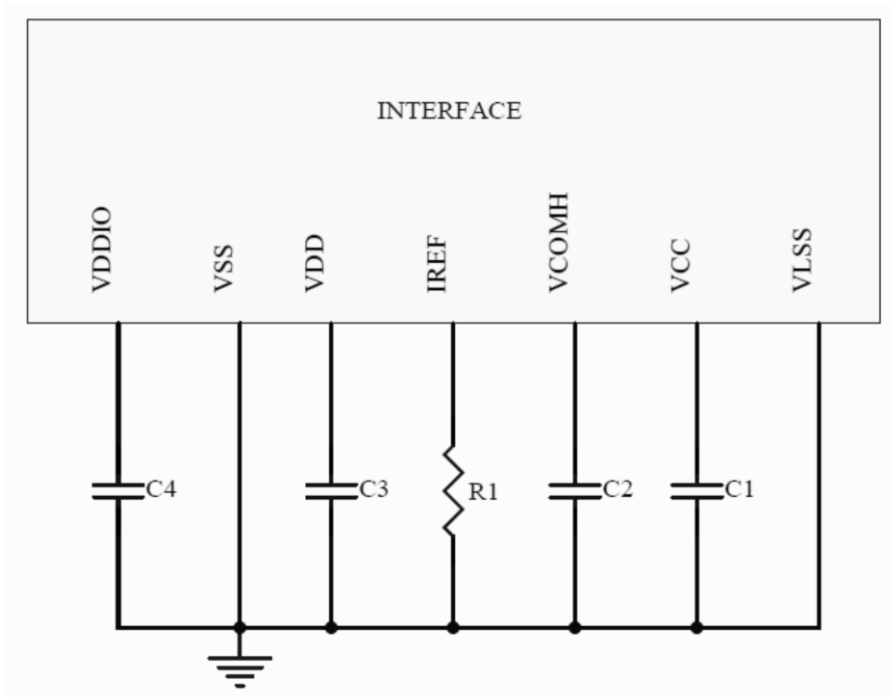 INTERFACE
VDDIO
VSS
VDD
IREF
VCOMH
VCC
VLSS
C4
C3
R1
C2
C1